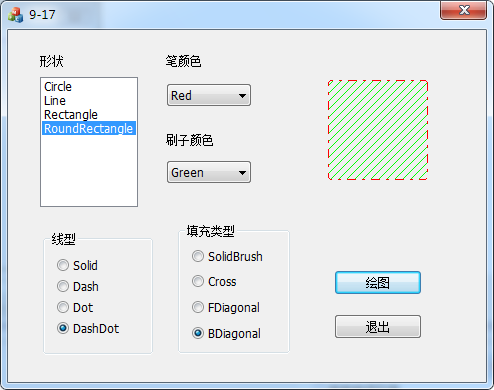 9-17
形状
Circle
Line
Rectangle
RoundRectangle
笔颜色
Red
刷子颜色
Green
线型
Solid
Dash
Dot
DashDot
填充类型
SolidBrush
Cross
FDiagonal
BDiagonal
绘图
退出